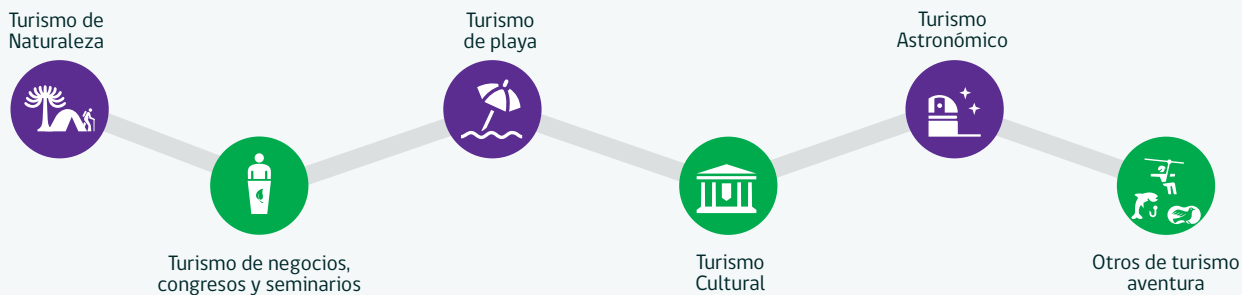 Turismo de
Naturaleza
Turismo de negocios,
congresos y seminarios
Turismo
de playa
Turismo
Cultural
Turismo
Astronómico
Otros de turismo
aventura